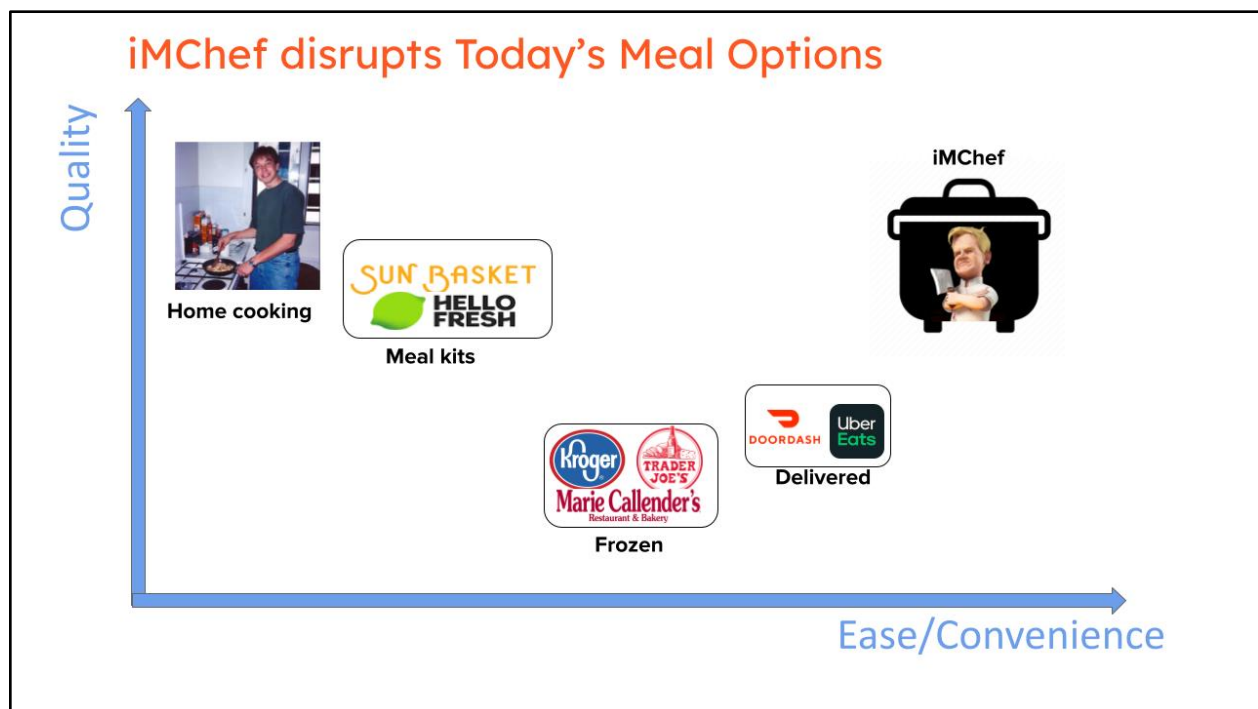 iMChef disrupts Today's Meal Options
Quality
Home cooking
SUN BASKET
HELLO
FRESH
Meal kits
iMChef
Kroger
TRADER
JOE'S
Marie Callender's
Restaurant & Bakery
Frozen
DOORDASH
Uber
Eats
Delivered
Ease/Convenience